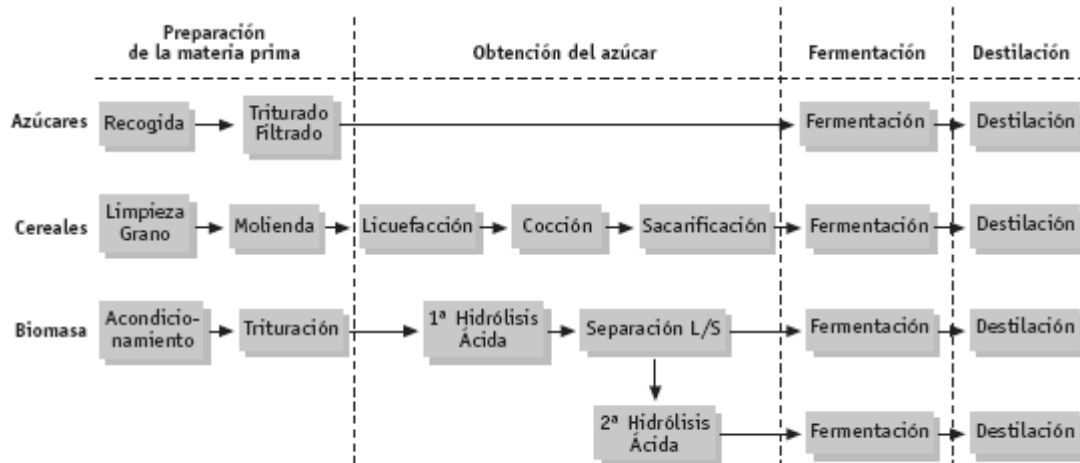 Preparación
de la materia prima
Obtención del azúcar
Fermentación
Destilación
Azúcares
Recogida
Triturado
Filtrado
Fermentación
Destilación
Cereales
Limpieza
Grano
Molienda
Licuefacción
Cocción
Sacarificación
Fermentación
Destilación
Biomasa
Acondicio-
namiento
Trituración
1ª Hidrólisis
Ácida
Separación L/S
Fermentación
Destilación
2ª Hidrólisis
Ácida
Fermentación
Destilación